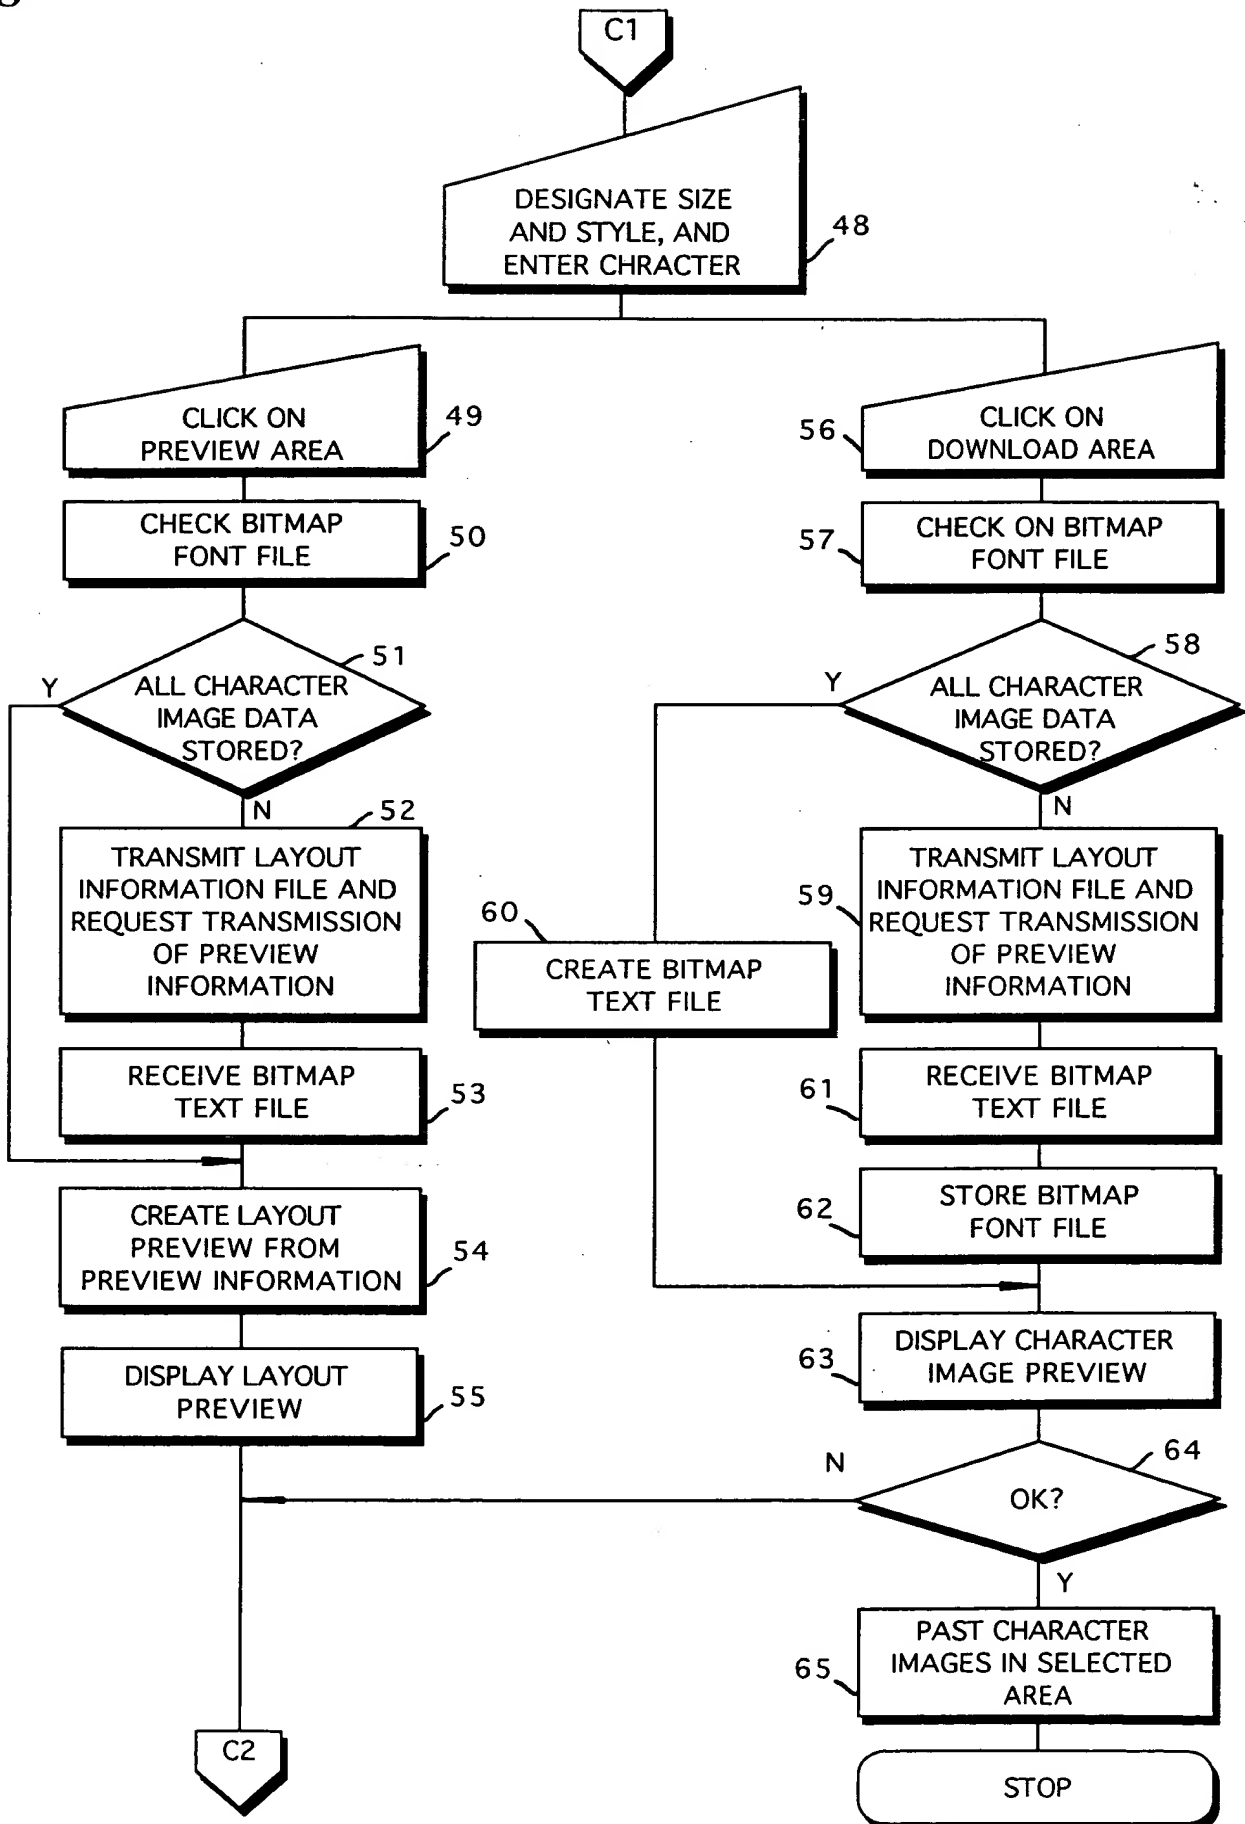 C1
DESIGNATE SIZE
AND STYLE, AND
ENTER CHRACTER
48
CLICK ON
PREVIEW AREA
49
CHECK BITMAP
FONT FILE
50
ALL CHARACTER
IMAGE DATA
STORED?
51
Y
N
TRANSMIT LAYOUT
INFORMATION FILE AND
REQUEST TRANSMISSION
OF PREVIEW
INFORMATION
52
RECEIVE BITMAP
TEXT FILE
53
CREATE LAYOUT
PREVIEW FROM
PREVIEW INFORMATION
54
DISPLAY LAYOUT
PREVIEW
55
C2
56
CLICK ON
DOWNLOAD AREA
57
CHECK ON BITMAP
FONT FILE
58
ALL CHARACTER
IMAGE DATA
STORED?
Y
N
59
TRANSMIT LAYOUT
INFORMATION FILE AND
REQUEST TRANSMISSION
OF PREVIEW
INFORMATION
60
CREATE BITMAP
TEXT FILE
61
RECEIVE BITMAP
TEXT FILE
62
STORE BITMAP
FONT FILE
63
DISPLAY CHARACTER
IMAGE PREVIEW
64
OK?
N
Y
65
PAST CHARACTER
IMAGES IN SELECTED
AREA
STOP